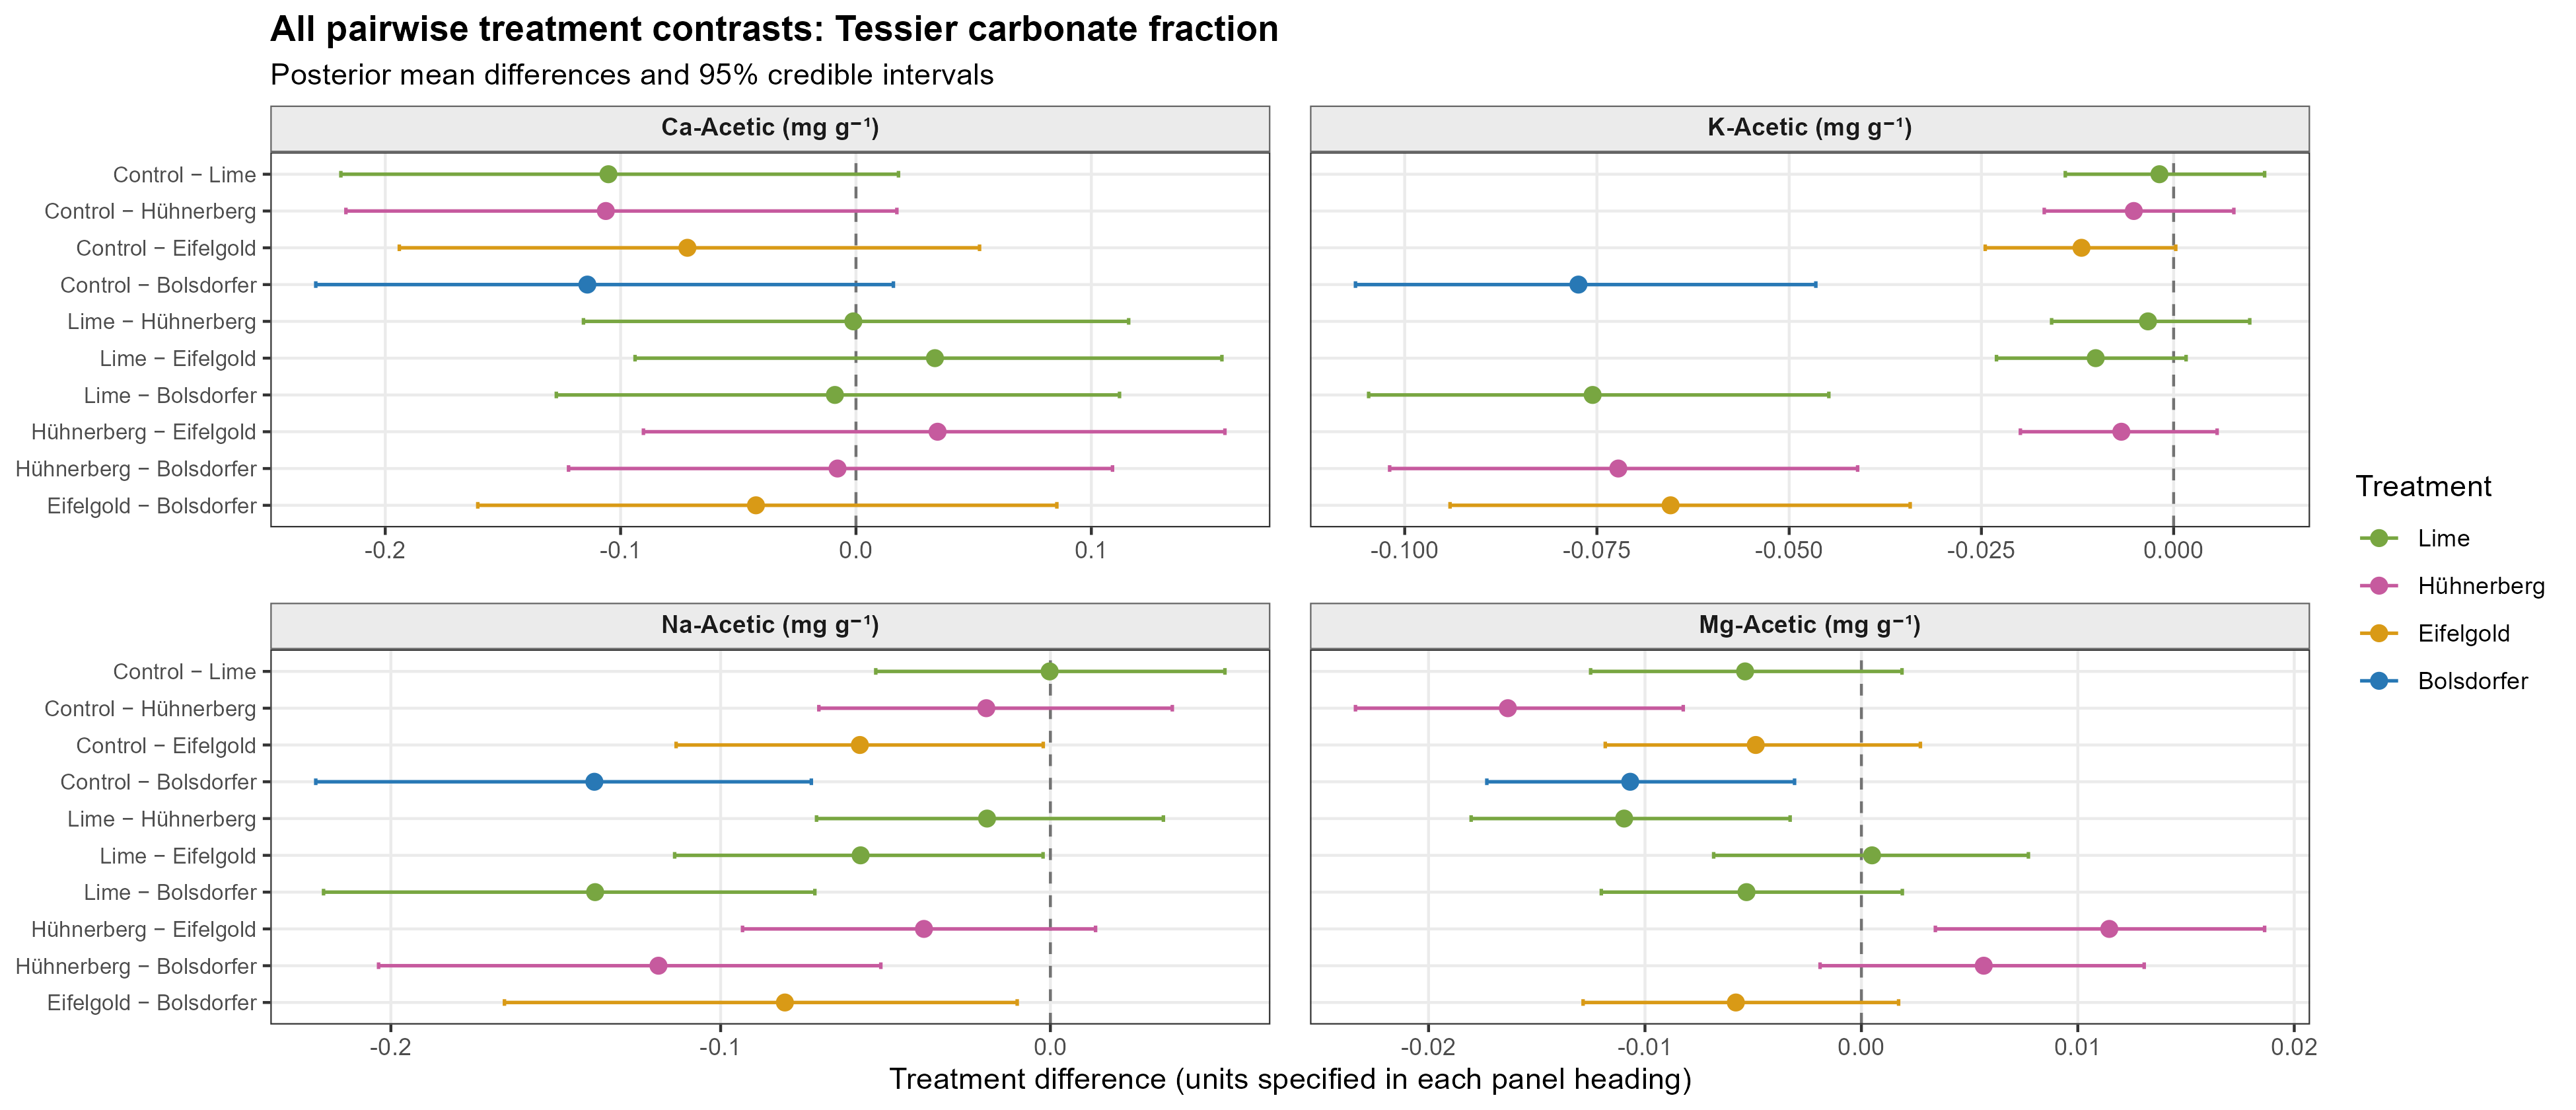 All pairwise treatment contrasts: Tessier carbonate fraction
Posterior mean differences and 95% credible intervals
Ca-Acetic (mg g⁻¹)
K-Acetic (mg g⁻¹)
Control − Lime
Control − Hühnerberg
Control − Eifelgold
Control − Bolsdorfer
Lime − Hühnerberg
Lime − Eifelgold
Lime − Bolsdorfer
Hühnerberg − Eifelgold
Hühnerberg − Bolsdorfer
Eifelgold − Bolsdorfer
-0.2 -0.1 0.0 0.1
-0.100 -0.075 -0.050 -0.025 0.000
Na-Acetic (mg g⁻¹)
Mg-Acetic (mg g⁻¹)
Control − Lime
Control − Hühnerberg
Control − Eifelgold
Control − Bolsdorfer
Lime − Hühnerberg
Lime − Eifelgold
Lime − Bolsdorfer
Hühnerberg − Eifelgold
Hühnerberg − Bolsdorfer
Eifelgold − Bolsdorfer
-0.2 -0.1 0.0
-0.02 -0.01 0.00 0.01 0.02
Treatment difference (units specified in each panel heading)
Treatment
Lime
Hühnerberg
Eifelgold
Bolsdorfer